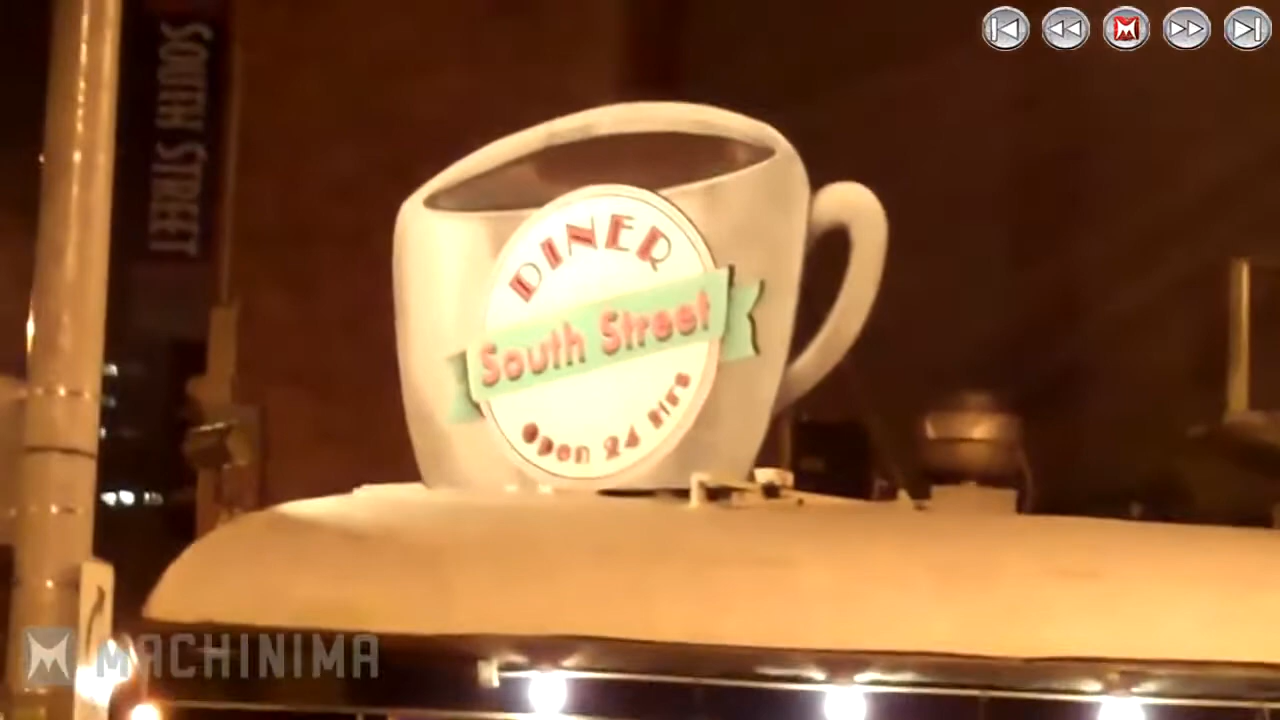 SOUTH STREET
DINER
South Street
Open 24 Hrs
MACHINIMA